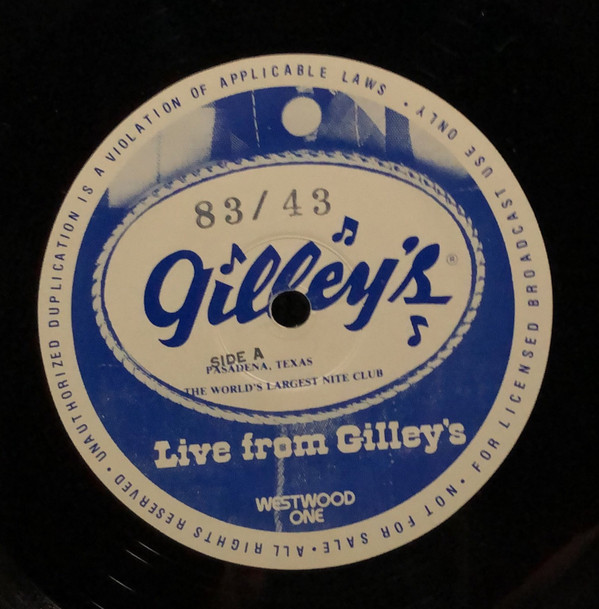 83/43
Gilley's®
SIDE A
PASADENA, TEXAS
THE WORLD'S LARGEST NITE CLUB
Live from Gilley's
WESTWOOD
ONE
UNAUTHORIZED DUPLICATION IS A VIOLATION OF APPLICABLE LAWS • FOR LICENSED BROADCAST USE ONLY • NOT FOR SALE • ALL RIGHTS RESERVED •